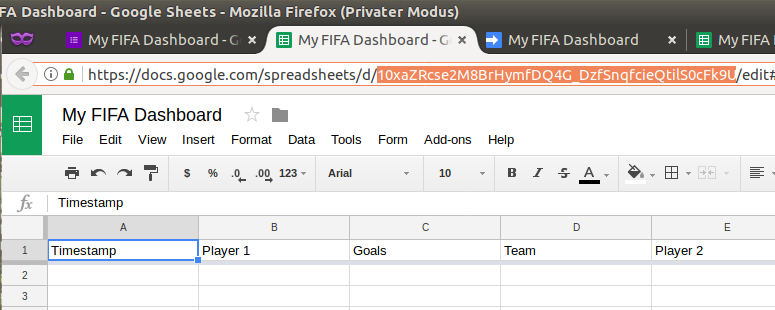 FA Dashboard - Google Sheets - Mozilla Firefox (Privater Modus)
My FIFA Dashboard - G
My FIFA Dashboard - G
My FIFA Dashboard
My FIFA
https://docs.google.com/spreadsheets/d/10xaZRcse2M8BrHymfDQ4G_DzfSnqfcieQtilS0cFk9U/edit#
My FIFA Dashboard
File Edit View Insert Format Data Tools Form Add-ons Help
$ % .0 .00 123 Arial 10 B I S A
fx Timestamp
A B C D E
1 Timestamp Player 1 Goals Team Player 2
2
3